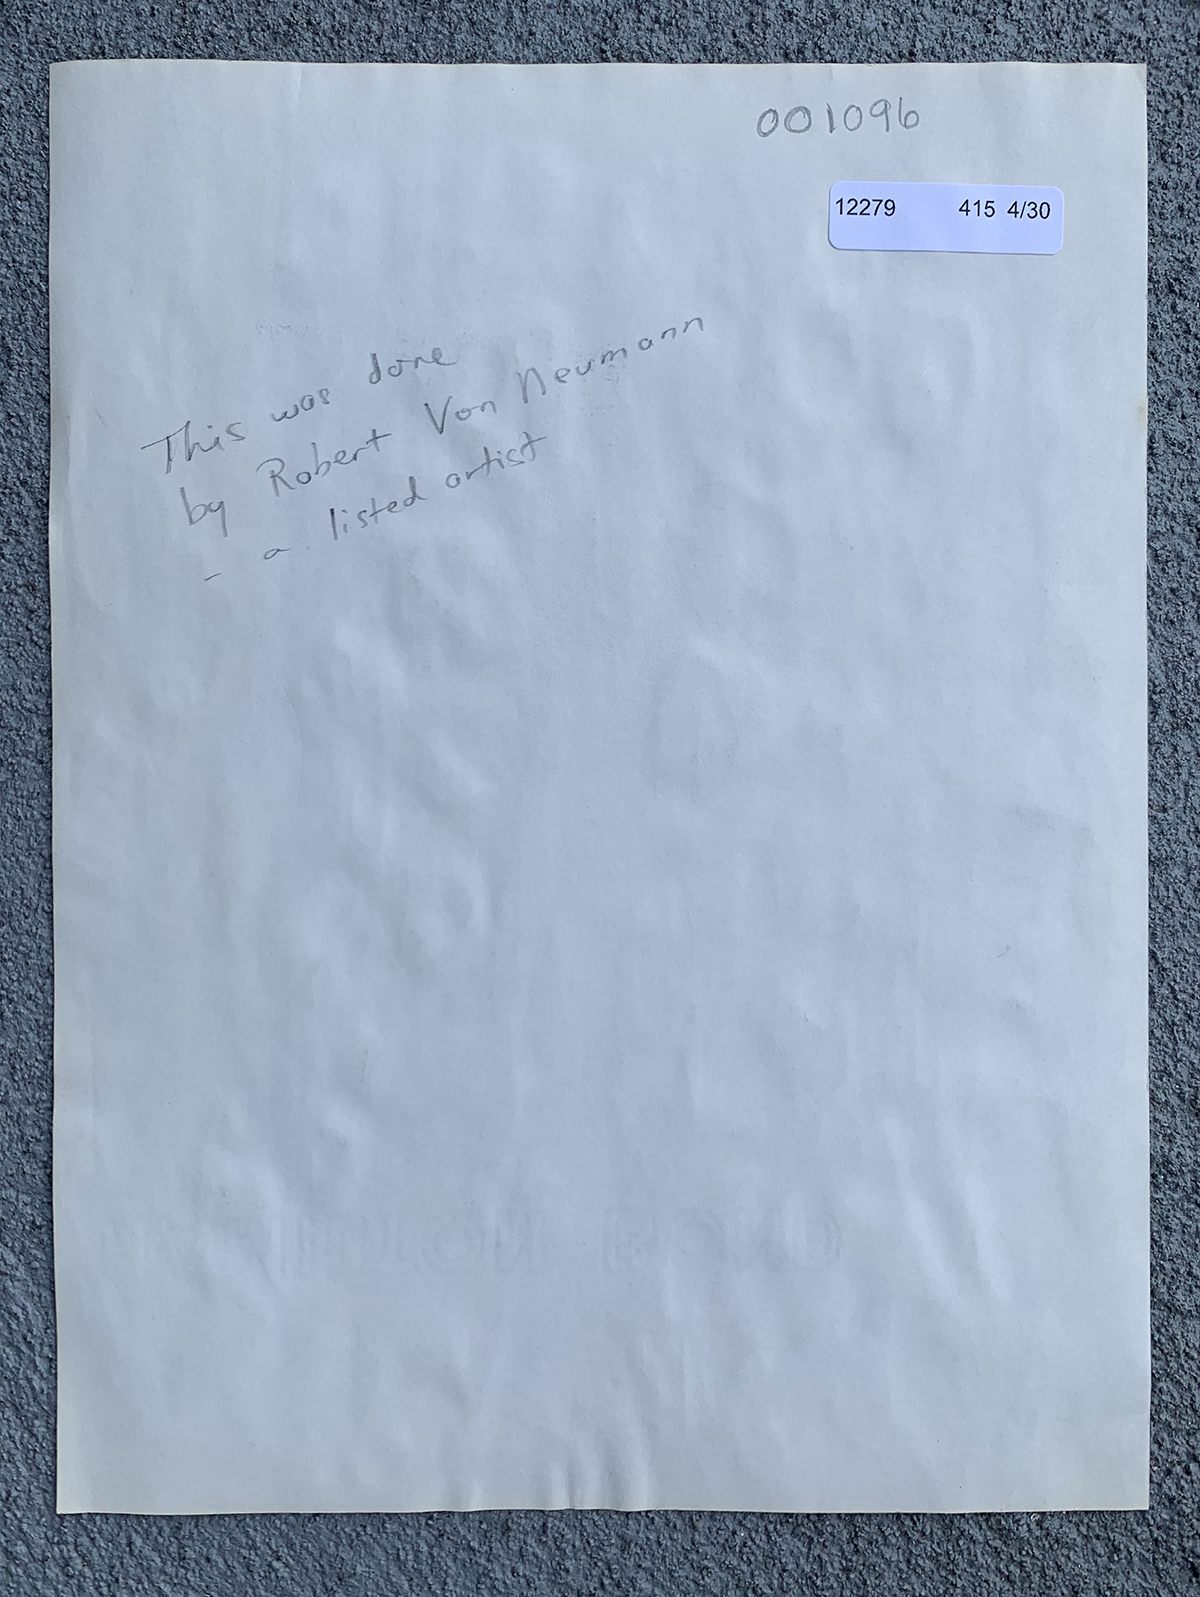 001096
12279 415 4/30
This was done
by Robert Von Neumann
- a listed artist